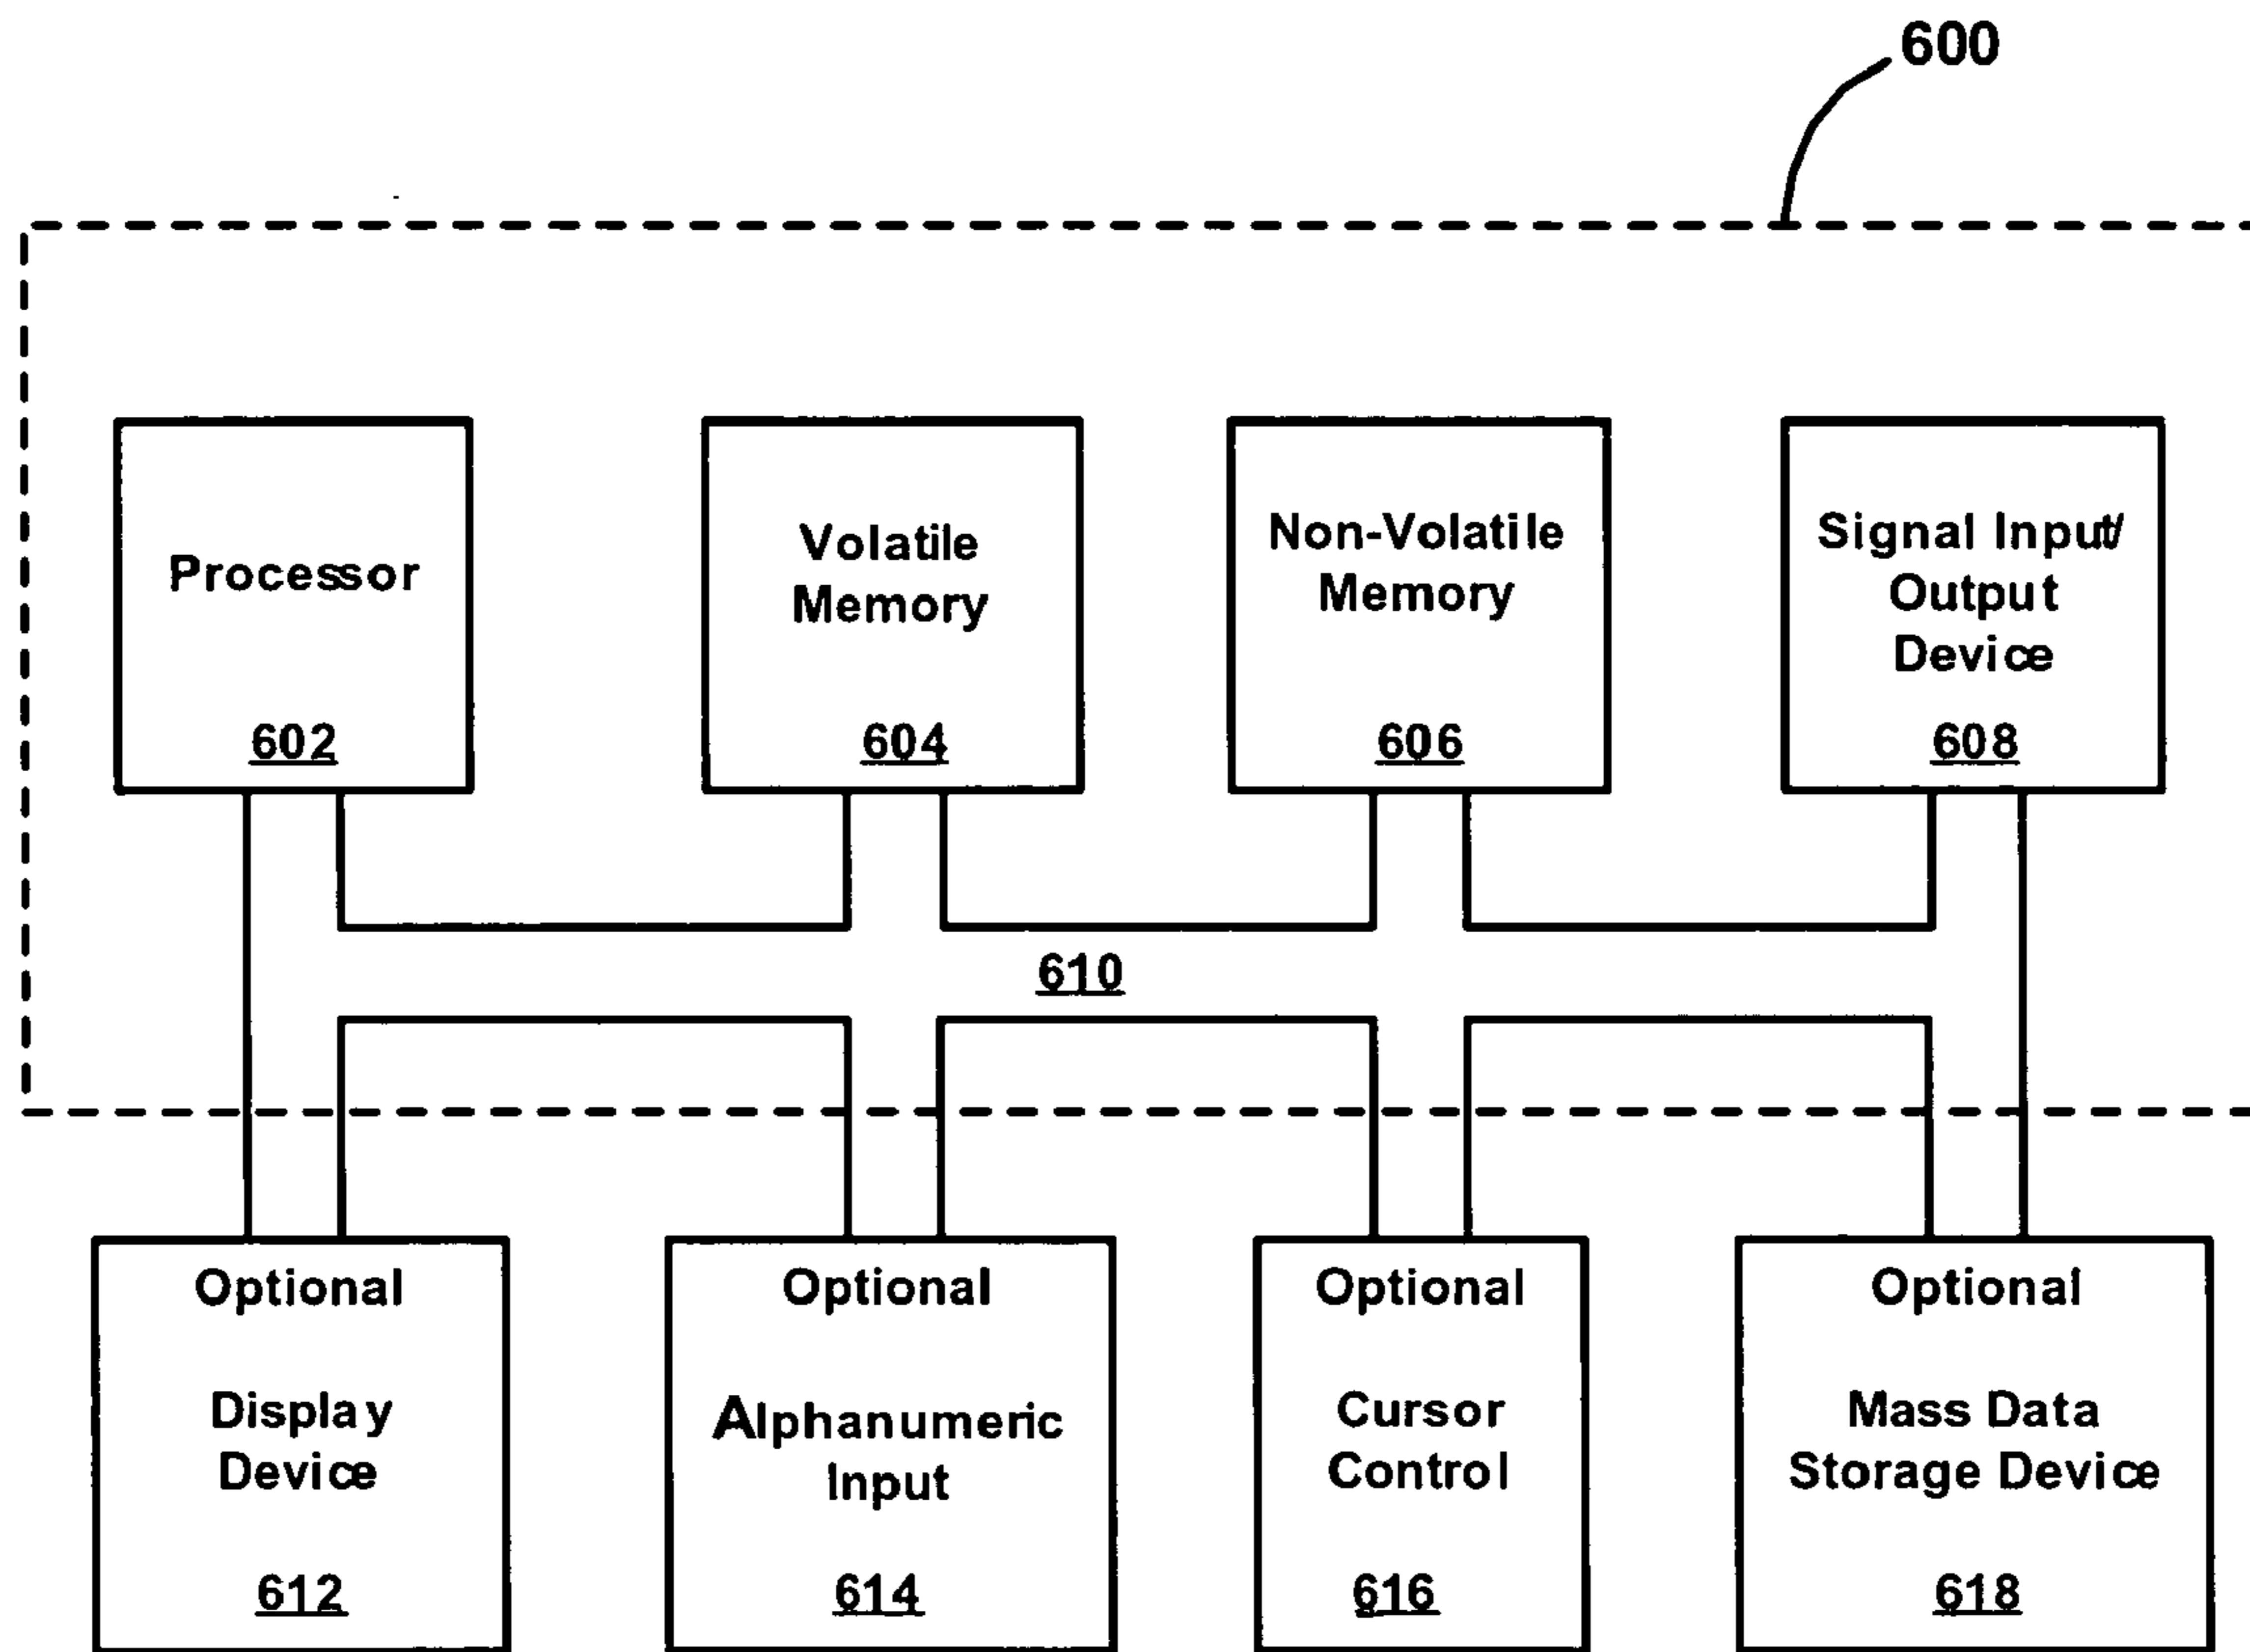 600
Processor
602
Volatile
Memory
604
Non-Volatile
Memory
606
Signal Input/
Output
Device
608
610
Optional
Display
Device
612
Optional
Alphanumeric
Input
614
Optional
Cursor
Control
616
Optional
Mass Data
Storage Device
618